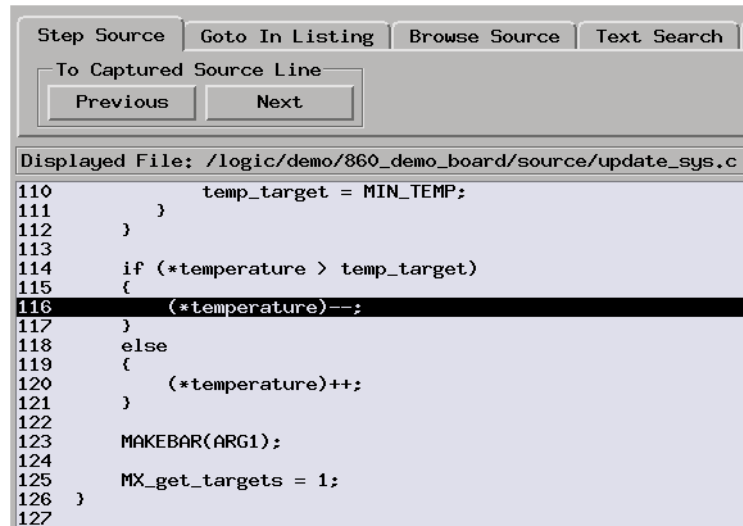 Step Source Goto In Listing Browse Source Text Search
To Captured Source Line
Previous Next
Displayed File: /logic/demo/860_demo_board/source/update_sys.c
110 temp_target = MIN_TEMP;
111 }
112 }
113
114 if (*temperature > temp_target)
115 {
116 (*temperature)--;
117 }
118 else
119 {
120 (*temperature)++;
121 }
122
123 MAKEBAR(ARG1);
124
125 MX_get_targets = 1;
126 }
127